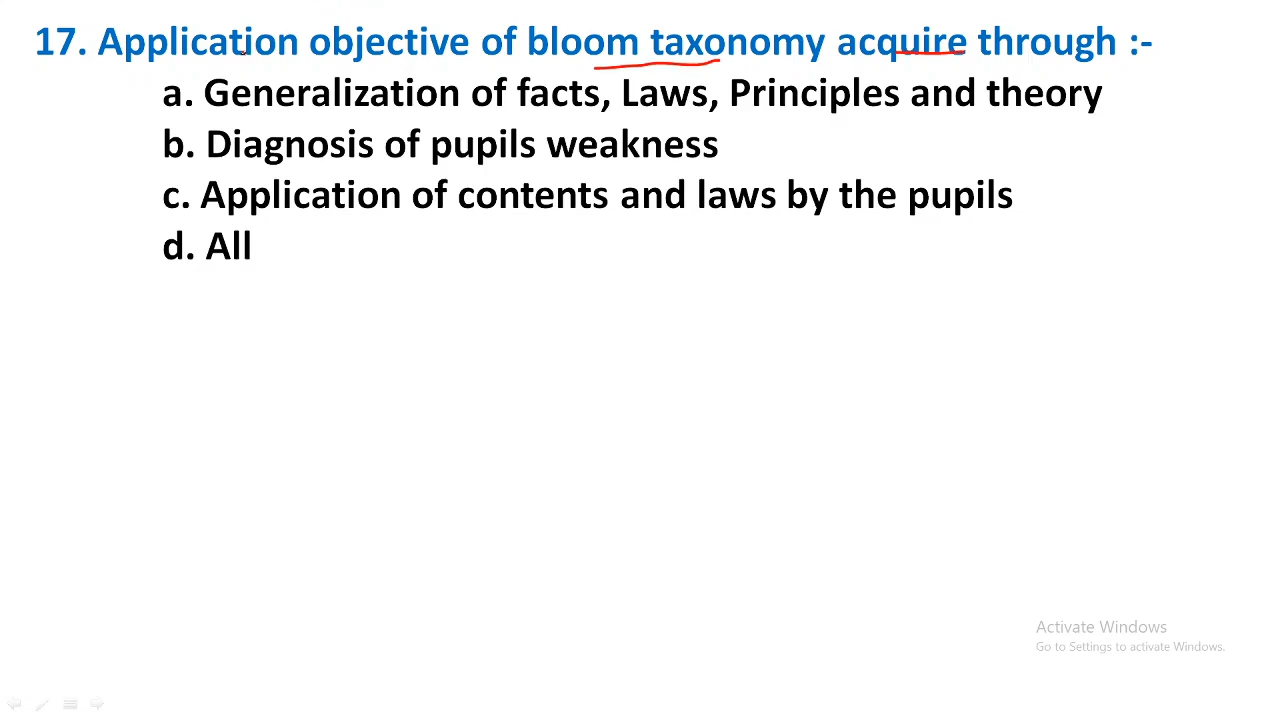 17. Application objective of bloom taxonomy acquire through :-
a. Generalization of facts, Laws, Principles and theory
b. Diagnosis of pupils weakness
c. Application of contents and laws by the pupils
d. All
Activate Windows
Go to Settings to activate Windows.